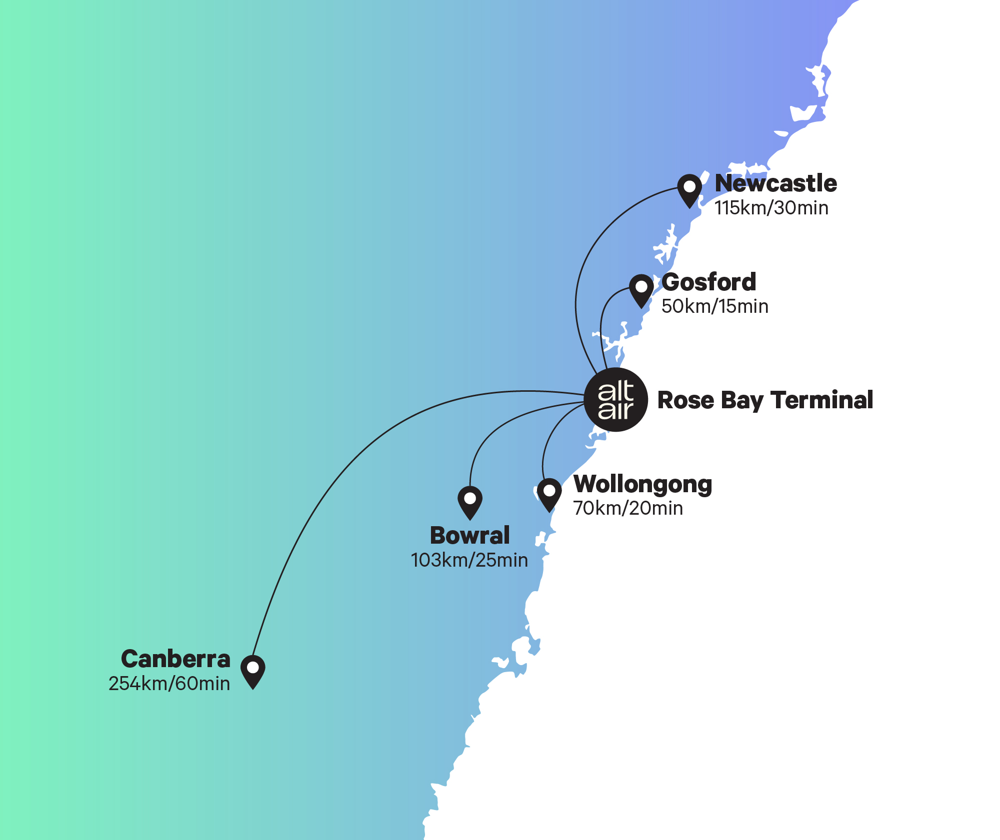 Newcastle
115km/30min
Gosford
50km/15min
alt
air
Rose Bay Terminal
Wollongong
70km/20min
Bowral
103km/25min
Canberra
254km/60min